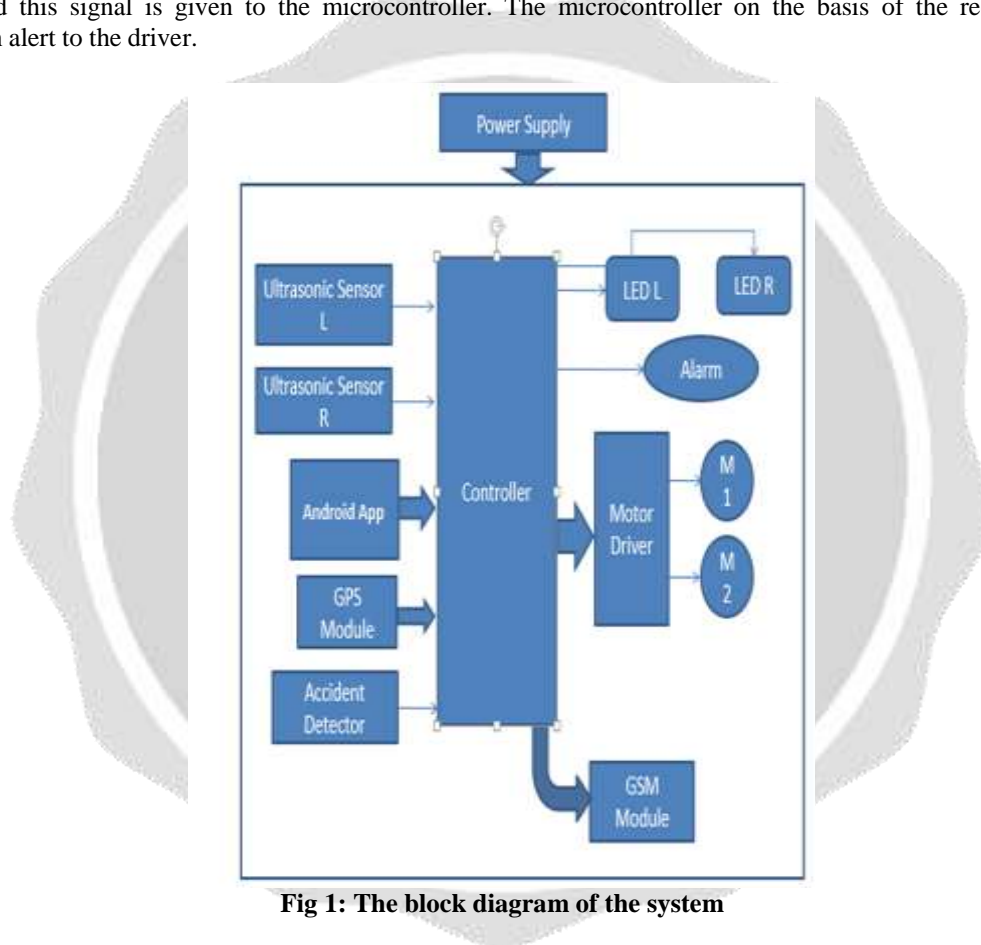 d this signal is given to the microcontroller. The microcontroller on the basis of the re
alert to the driver.
Power Supply
Ultrasonic Sensor
L
Ultrasonic Sensor
R
Android App
GPS
Module
Accident
Detector
Controller
LED L
LED R
Alarm
Motor
Driver
M
1
M
2
GSM
Module
Fig 1: The block diagram of the system